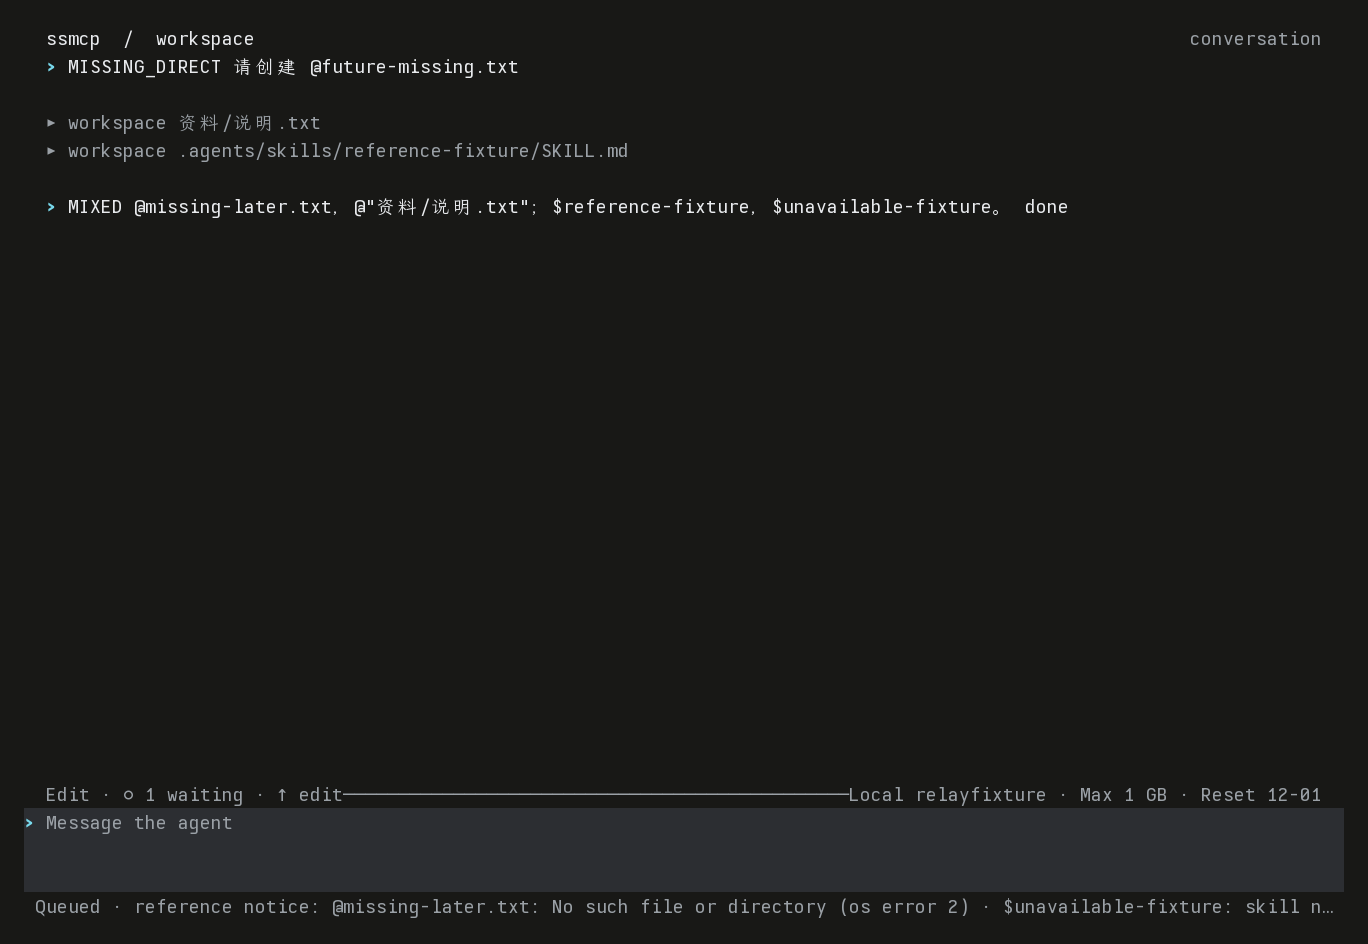 ssmcp / workspace conversation
› MISSING_DIRECT 请创建 @future-missing.txt
▸ workspace 资料/说明.txt
▸ workspace .agents/skills/reference-fixture/SKILL.md
› MIXED @missing-later.txt, @"资料/说明.txt"; $reference-fixture, $unavailable-fixture。 done
Edit · ○ 1 waiting · ↑ edit Local relayfixture · Max 1 GB · Reset 12-01
› Message the agent
Queued · reference notice: @missing-later.txt: No such file or directory (os error 2) · $unavailable-fixture: skill n…